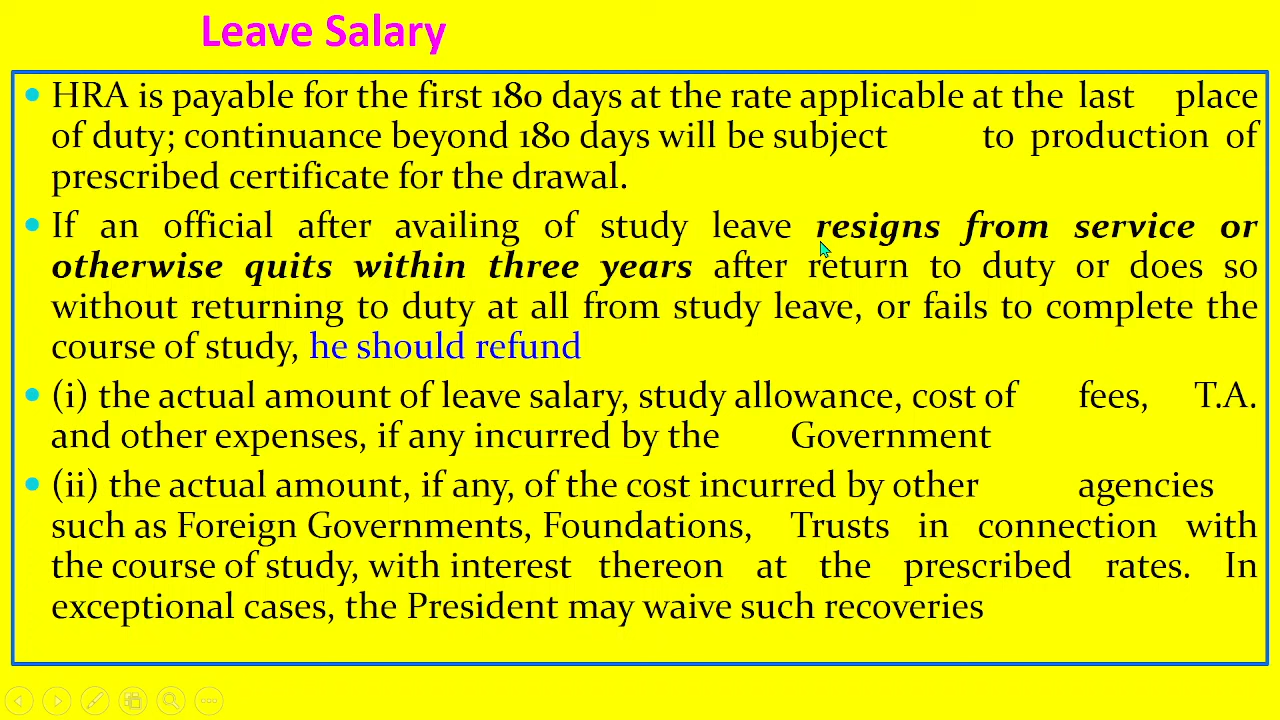 Leave Salary
• HRA is payable for the first 180 days at the rate applicable at the last place
of duty; continuance beyond 180 days will be subject to production of
prescribed certificate for the drawal.
• If an official after availing of study leave resigns from service or
otherwise quits within three years after return to duty or does so
without returning to duty at all from study leave, or fails to complete the
course of study, he should refund
• (i) the actual amount of leave salary, study allowance, cost of fees, T.A.
and other expenses, if any incurred by the Government
• (ii) the actual amount, if any, of the cost incurred by other agencies
such as Foreign Governments, Foundations, Trusts in connection with
the course of study, with interest thereon at the prescribed rates. In
exceptional cases, the President may waive such recoveries